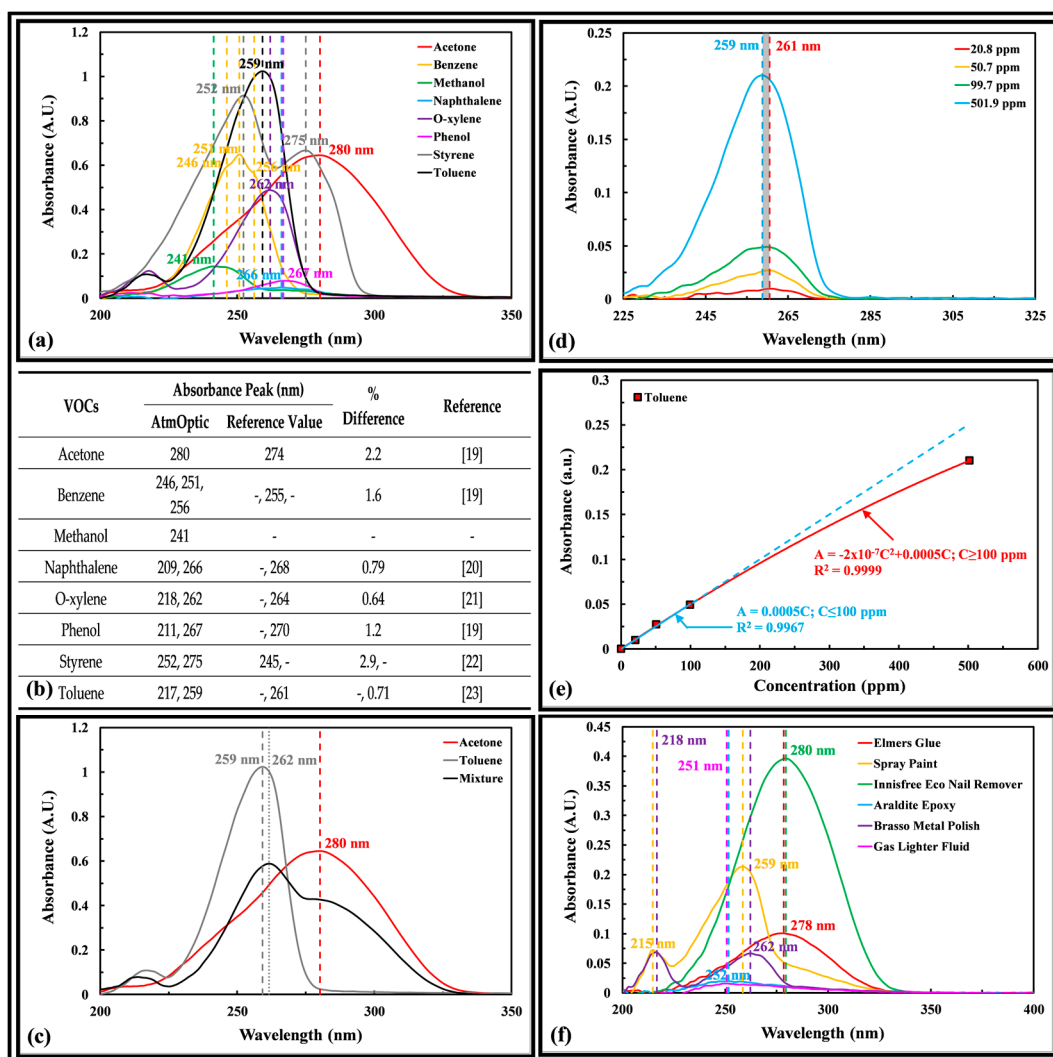 1.2
1
0.8
0.6
0.4
0.2
0
Absorbance (A.U.)
259 nm
252 nm
251 nm
246 nm
256 nm
275 nm
280 nm
262 nm
241 nm
266 nm
267 nm
Acetone
Benzene
Methanol
Naphthalene
O-xylene
Phenol
Styrene
Toluene
200 250 300 350
Wavelength (nm)
(a)
0.25
0.2
0.15
0.1
0.05
0
Absorbance (A.U.)
259 nm 261 nm
20.8 ppm
50.7 ppm
99.7 ppm
501.9 ppm
225 245 265 285 305 325
Wavelength (nm)
(d)
VOCs Absorbance Peak (nm) % Difference Reference
AtmOptic Reference Value
Acetone 280 274 2.2 [19]
Benzene 246, 251, 256 -, 255, - 1.6 [19]
Methanol 241 - - -
Naphthalene 209, 266 -, 268 0.79 [20]
O-xylene 218, 262 -, 264 0.64 [21]
Phenol 211, 267 -, 270 1.2 [19]
Styrene 252, 275 245, - 2.9, - [22]
Toluene 217, 259 -, 261 -, 0.71 [23]
(b)
0.3
0.25
0.2
0.15
0.1
0.05
0
Absorbance (a.u.)
Toluene
A = -2x10⁻⁷C²+0.0005C; C≥100 ppm
R² = 0.9999
A = 0.0005C; C≤100 ppm
R² = 0.9967
0 100 200 300 400 500 600
Concentration (ppm)
(e)
1.2
1
0.8
0.6
0.4
0.2
0
Absorbance (A.U.)
259 nm 262 nm
280 nm
Acetone
Toluene
Mixture
200 250 300 350
Wavelength (nm)
(c)
0.45
0.4
0.35
0.3
0.25
0.2
0.15
0.1
0.05
0
Absorbance (A.U.)
218 nm
251 nm
280 nm
259 nm
278 nm
215 nm
262 nm
252 nm
Elmers Glue
Spray Paint
Innisfree Eco Nail Remover
Araldite Epoxy
Brasso Metal Polish
Gas Lighter Fluid
200 250 300 350 400
Wavelength (nm)
(f)